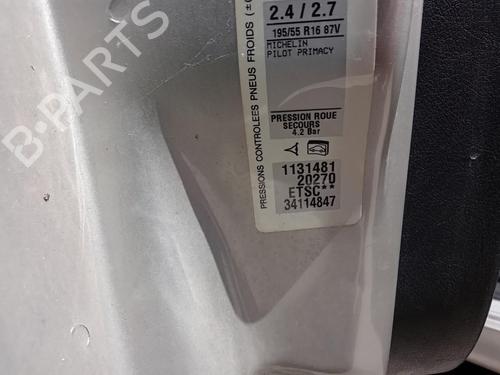 2.4 / 2.7
195/55 R16 87V
MICHELIN
PILOT PRIMACY
PRESSION ROUE
SECOURS
4.2 Bar
1131481
20270
ETSC**
34114847
PRESSIONS CONTROLEES PNEUS FROIDS
B-PARTS